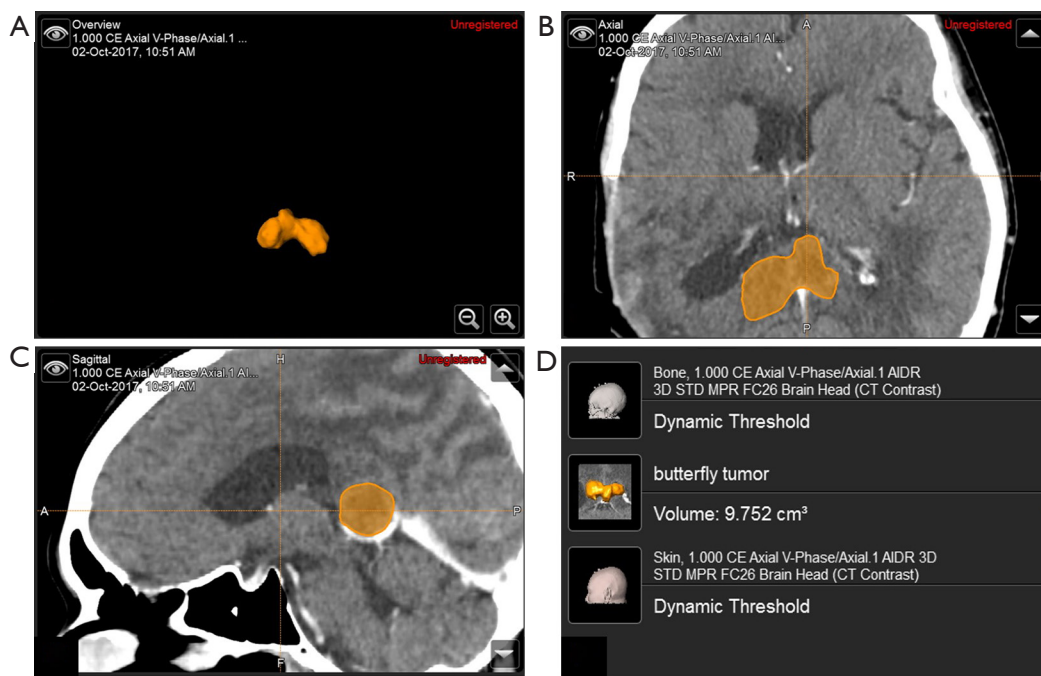 A
Overview
1.000 CE Axial V-Phase/Axial.1 ...
02-Oct-2017, 10:51 AM
Unregistered
B
Axial
1.000 CE Axial V-Phase/Axial.1 Al...
02-Oct-2017, 10:51 AM
Unregistered
A
R
P
C
Sagittal
1.000 CE Axial V-Phase/Axial.1 Al...
02-Oct-2017, 10:51 AM
Unregistered
H
A
P
F
D
Bone, 1.000 CE Axial V-Phase/Axial.1 AIDR
3D STD MPR FC26 Brain Head (CT Contrast)
Dynamic Threshold
butterfly tumor
Volume: 9.752 cm³
Skin, 1.000 CE Axial V-Phase/Axial.1 AIDR 3D
STD MPR FC26 Brain Head (CT Contrast)
Dynamic Threshold